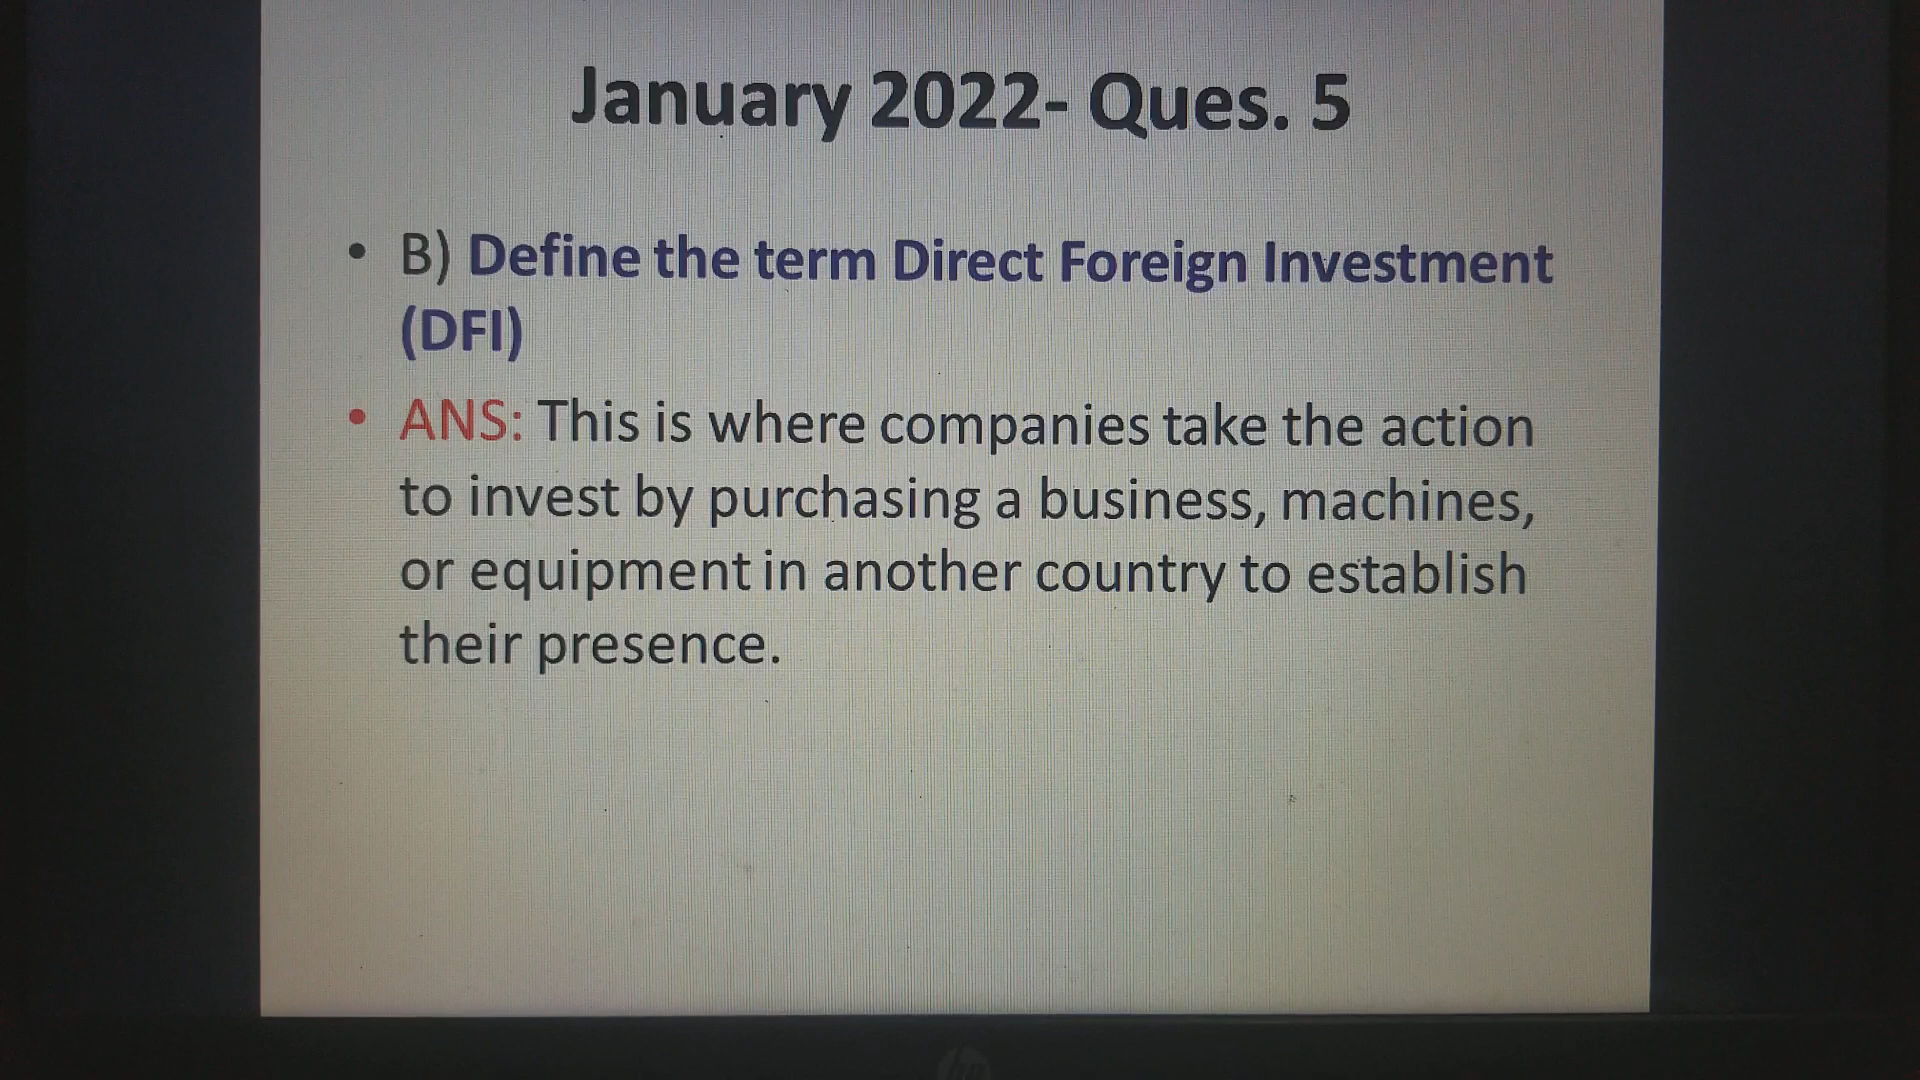 January 2022- Ques. 5
• B) Define the term Direct Foreign Investment
(DFI)
• ANS: This is where companies take the action
to invest by purchasing a business, machines,
or equipment in another country to establish
their presence.
hp